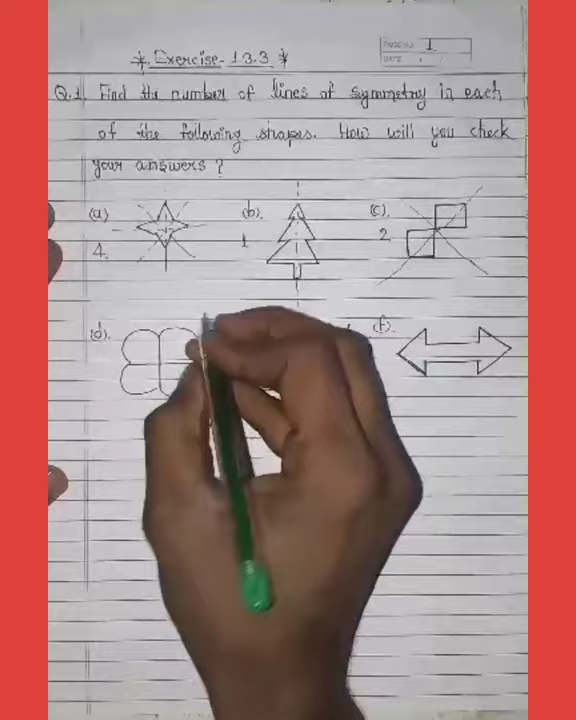 PAGE NO. 1
DATE
* Exercise - 13.3 *
Q.1 Find the number of lines of symmetry in each
of the following shapes. How will you check
your answers ?
(a) (b). (c).
4. 1 2
(d). (f).